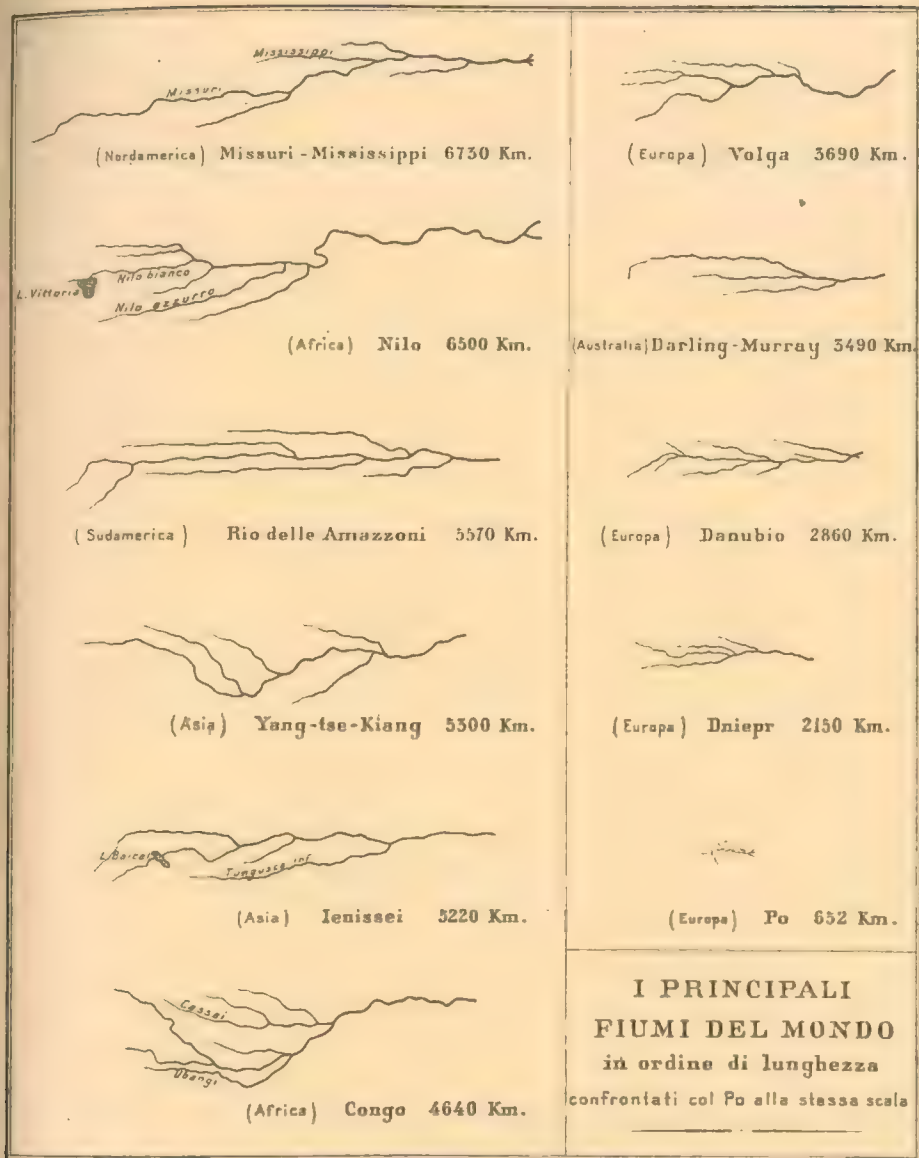 Mississippi
Missuri
(Nordamerica) Missuri-Mississippi 6730 Km.
Nilo bianco
L. Vittoria
Nilo azzurro
(Africa) Nilo 6500 Km.
(Sudamerica) Rio delle Amazzoni 5570 Km.
(Asia) Yang-tse-Kiang 5300 Km.
L. Baical
Tungusca inf.
(Asia) Ienissei 5220 Km.
Cassai
Ubangi
(Africa) Congo 4640 Km.
(Europa) Volga 3690 Km.
(Australia) Darling-Murray 3490 Km.
(Europa) Danubio 2860 Km.
(Europa) Dniepr 2150 Km.
(Europa) Po 652 Km.
I PRINCIPALI
FIUMI DEL MONDO
in ordine di lunghezza
confrontati col Po alla stessa scala